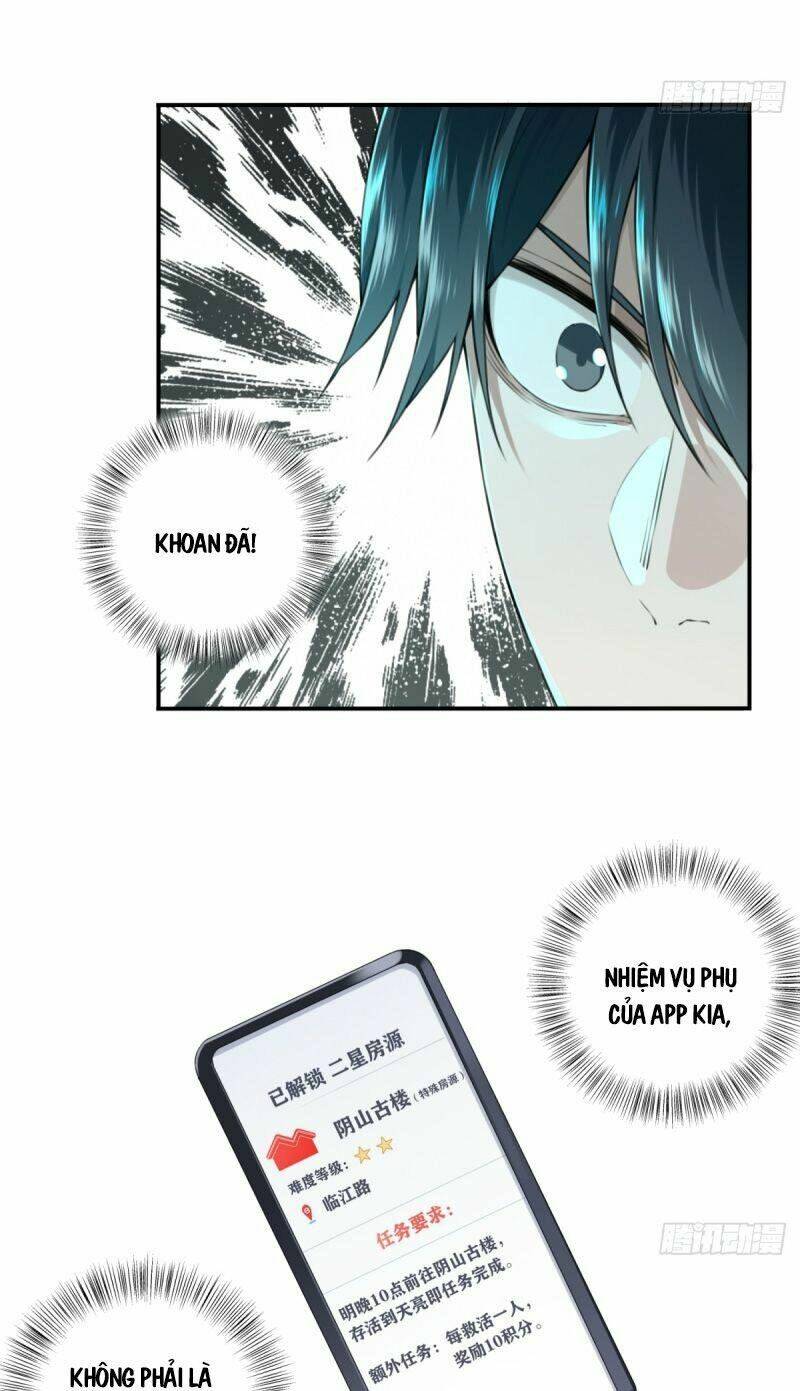 腾讯动漫
KHOAN ĐÃ!
NHIỆM VỤ PHỤ
CỦA APP KIA,
已解锁 二星房源
阴山古楼(特殊房源)
难度等级:
临江路
任务要求:
明晚10点前往阴山古楼,
存活到天亮即任务完成。
额外任务: 每救活一人,
奖励10积分。
腾讯动漫
KHÔNG PHẢI LÀ